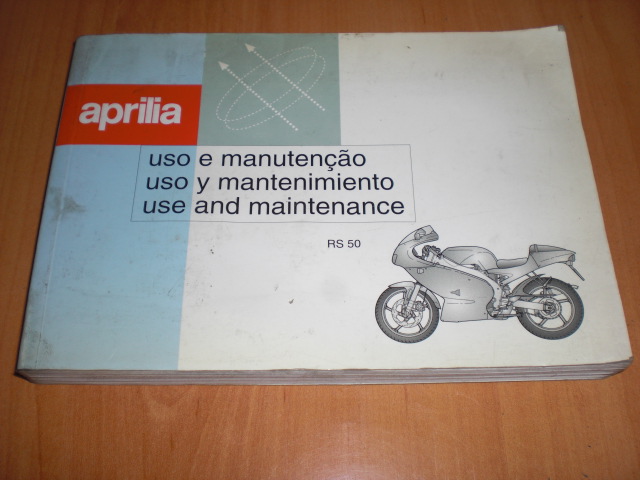 aprilia
uso e manutenção
uso y mantenimiento
use and maintenance
RS 50